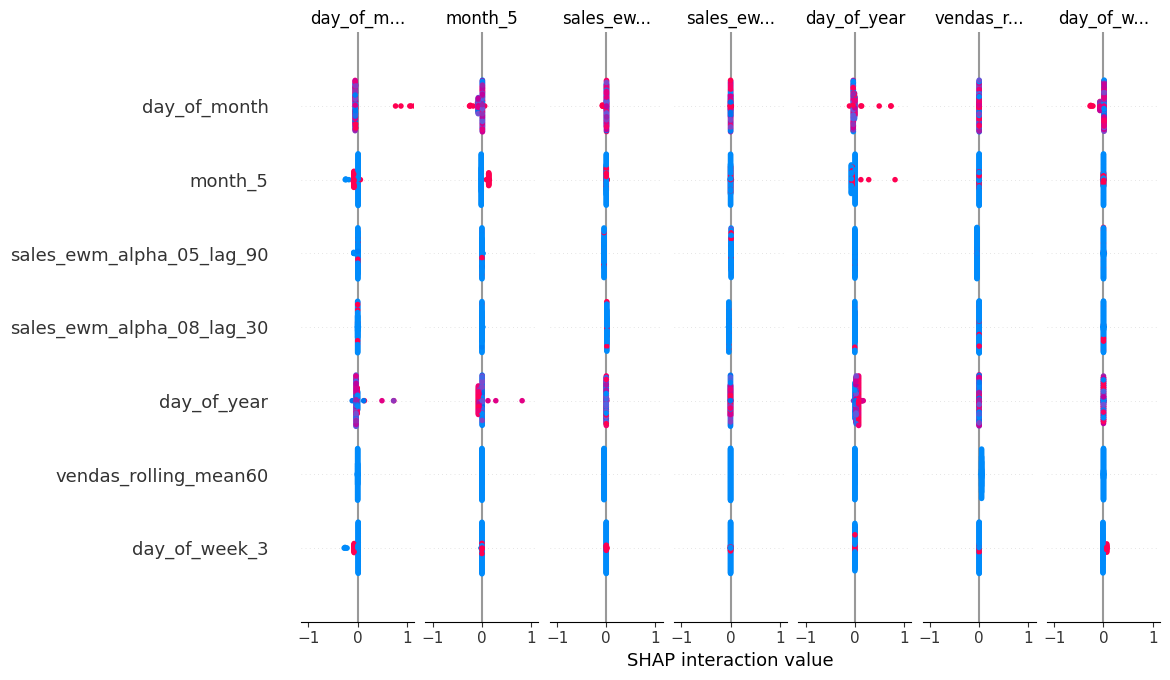 day_of_m... month_5 sales_ew... sales_ew... day_of_year vendas_r... day_of_w...
day_of_month
month_5
sales_ewm_alpha_05_lag_90
sales_ewm_alpha_08_lag_30
day_of_year
vendas_rolling_mean60
day_of_week_3
−1 0 1 −1 0 1 −1 0 1 −1 0 1 −1 0 1 −1 0 1 −1 0 1
SHAP interaction value